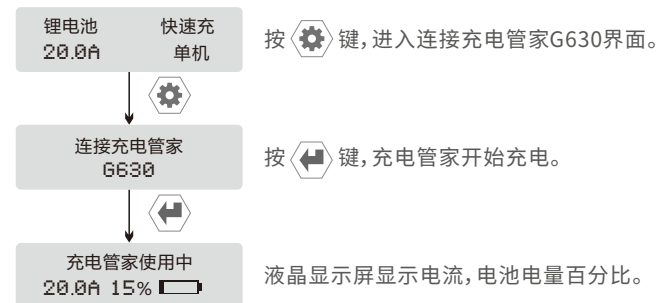 锂电池 快速充
20.0A 单机
按 键,进入连接充电管家G630界面。
连接充电管家
G630
按 键,充电管家开始充电。
充电管家使用中
20.0A 15%
液晶显示屏显示电流,电池电量百分比。